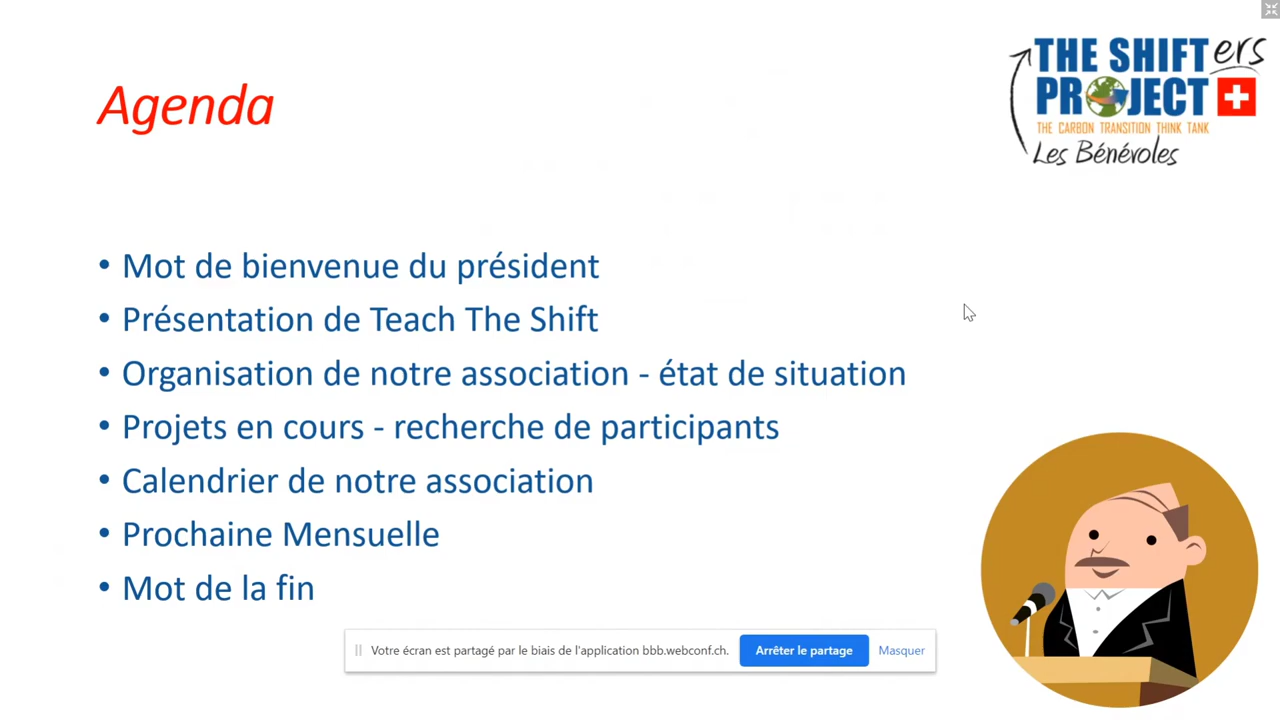 Agenda
THE SHIFTers
PROJECT
THE CARBON TRANSITION THINK TANK
Les Bénévoles
• Mot de bienvenue du président
• Présentation de Teach The Shift
• Organisation de notre association - état de situation
• Projets en cours - recherche de participants
• Calendrier de notre association
• Prochaine Mensuelle
• Mot de la fin
Votre écran est partagé par le biais de l'application bbb.webconf.ch. Arrêter le partage Masquer